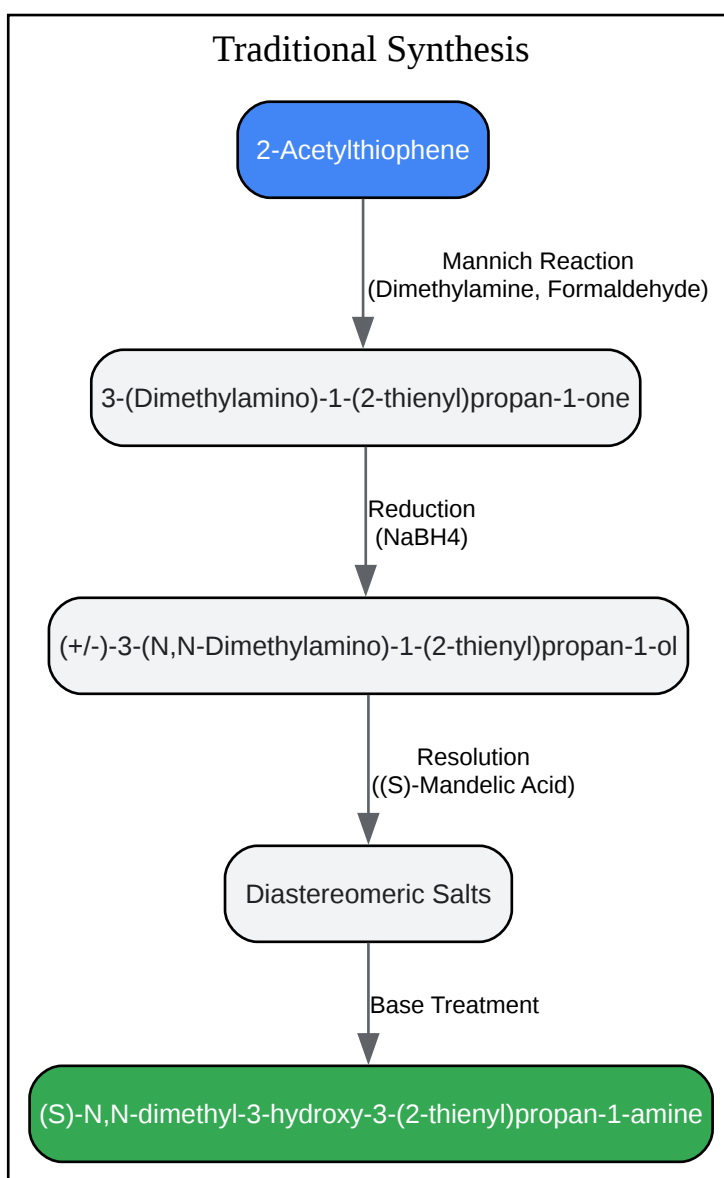 Traditional Synthesis
2-Acetylthiophene
Mannich Reaction
(Dimethylamine, Formaldehyde)
3-(Dimethylamino)-1-(2-thienyl)propan-1-one
Reduction
(NaBH4)
(+/-)-3-(N,N-Dimethylamino)-1-(2-thienyl)propan-1-ol
Resolution
((S)-Mandelic Acid)
Diastereomeric Salts
Base Treatment
(S)-N,N-dimethyl-3-hydroxy-3-(2-thienyl)propan-1-amine